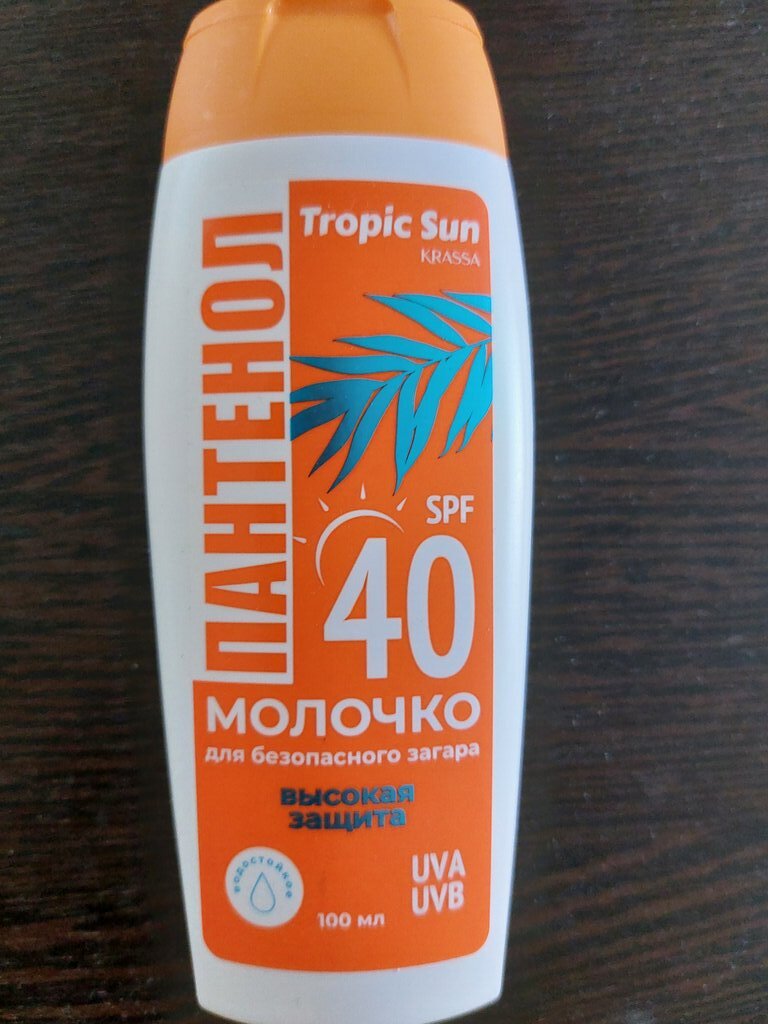 Tropic Sun
KRASSA
ПАНТЕНОЛ
SPF
40
МОЛОЧКО
для безопасного загара
высокая
защита
водостойкое
UVA
UVB
100 мл